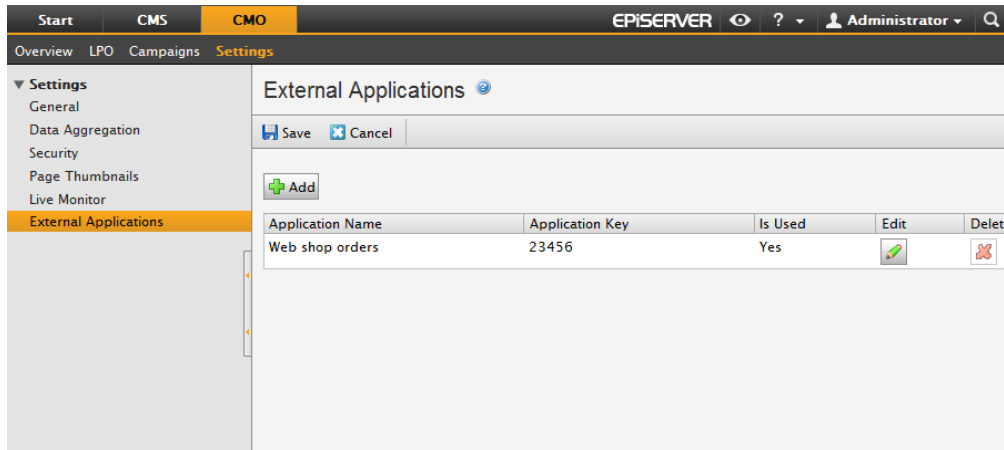 Start CMS CMO EPiSERVER ? Administrator
Overview LPO Campaigns Settings
Settings
General
Data Aggregation
Security
Page Thumbnails
Live Monitor
External Applications
External Applications ?
Save Cancel
Add
Application Name Application Key Is Used Edit Delet
Web shop orders 23456 Yes